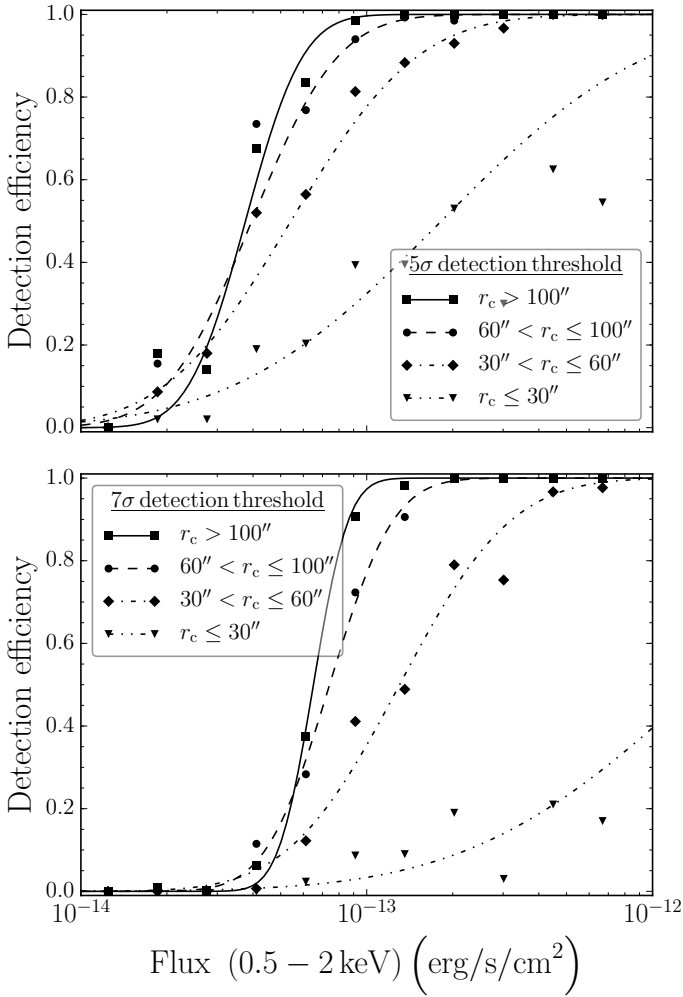 1.0
0.8
0.6
0.4
0.2
0.0
Detection efficiency
5σ detection threshold
r_c > 100″
60″ < r_c ≤ 100″
30″ < r_c ≤ 60″
r_c ≤ 30″
1.0
0.8
0.6
0.4
0.2
0.0
Detection efficiency
7σ detection threshold
r_c > 100″
60″ < r_c ≤ 100″
30″ < r_c ≤ 60″
r_c ≤ 30″
10⁻¹⁴ 10⁻¹³ 10⁻¹²
Flux (0.5 − 2 keV) (erg/s/cm²)